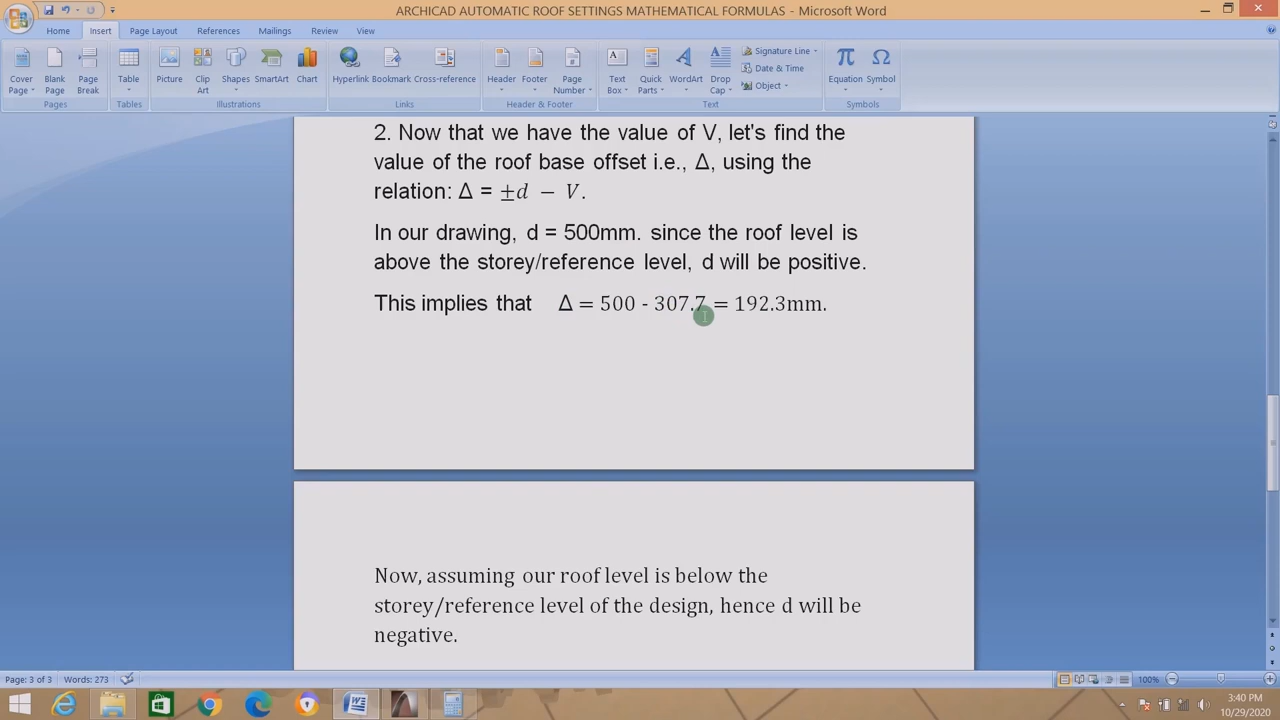 ARCHICAD AUTOMATIC ROOF SETTINGS MATHEMATICAL FORMULAS - Microsoft Word
Home Insert Page Layout References Mailings Review View
Cover Page Blank Page Page Break Table Picture Clip Art Shapes SmartArt Chart Hyperlink Bookmark Cross-reference Header Footer Page Number Text Box Quick Parts WordArt Drop Cap Signature Line Date & Time Object Equation Symbol
Pages Tables Illustrations Links Header & Footer Text Symbols
2. Now that we have the value of V, let's find the
value of the roof base offset i.e., Δ, using the
relation: Δ = ±d − V.
In our drawing, d = 500mm. since the roof level is
above the storey/reference level, d will be positive.
This implies that Δ = 500 - 307.7 = 192.3mm.
Now, assuming our roof level is below the
storey/reference level of the design, hence d will be
negative.
Page: 3 of 3 Words: 273 100%
3:40 PM
10/29/2020